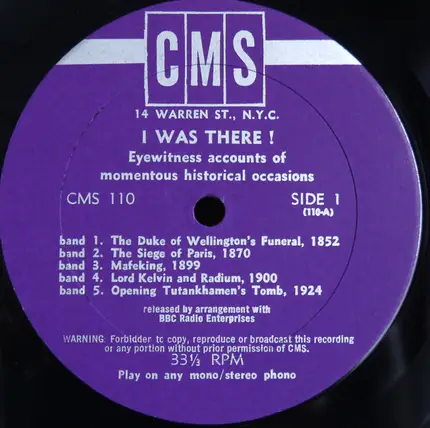 CMS
14 WARREN ST., N.Y.C.
I WAS THERE !
Eyewitness accounts of
momentous historical occasions
CMS 110 SIDE 1
(110-A)
band 1. The Duke of Wellington's Funeral, 1852
band 2. The Siege of Paris, 1870
band 3. Mafeking, 1899
band 4. Lord Kelvin and Radium, 1900
band 5. Opening Tutankhamen's Tomb, 1924
released by arrangement with
BBC Radio Enterprises
WARNING: Forbidder to copy, reproduce or broadcast this recording
or any portion without prior permission of CMS.
33⅓ RPM
Play on any mono/stereo phono